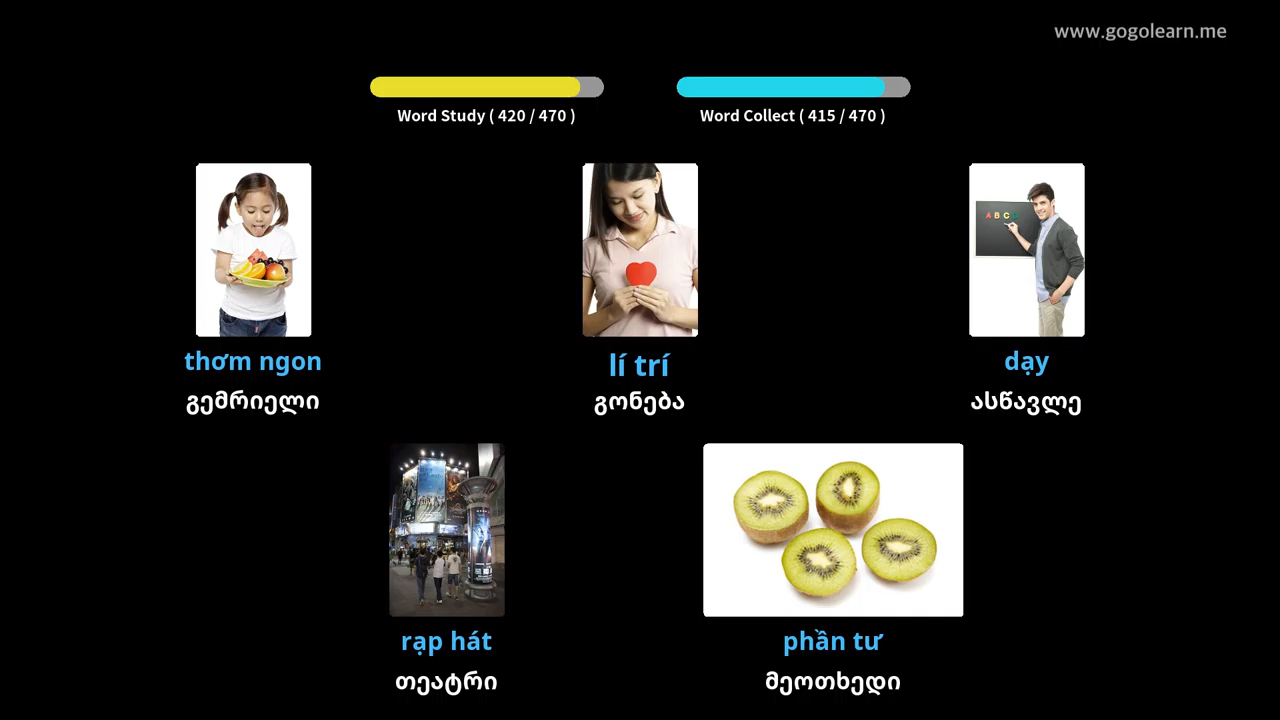 www.gogolearn.me
Word Study ( 420 / 470 )
Word Collect ( 415 / 470 )
A B C D
thơm ngon
lí trí
dạy
გემრიელი
გონება
ასწავლე
rạp hát
phần tư
თეატრი
მეოთხედი